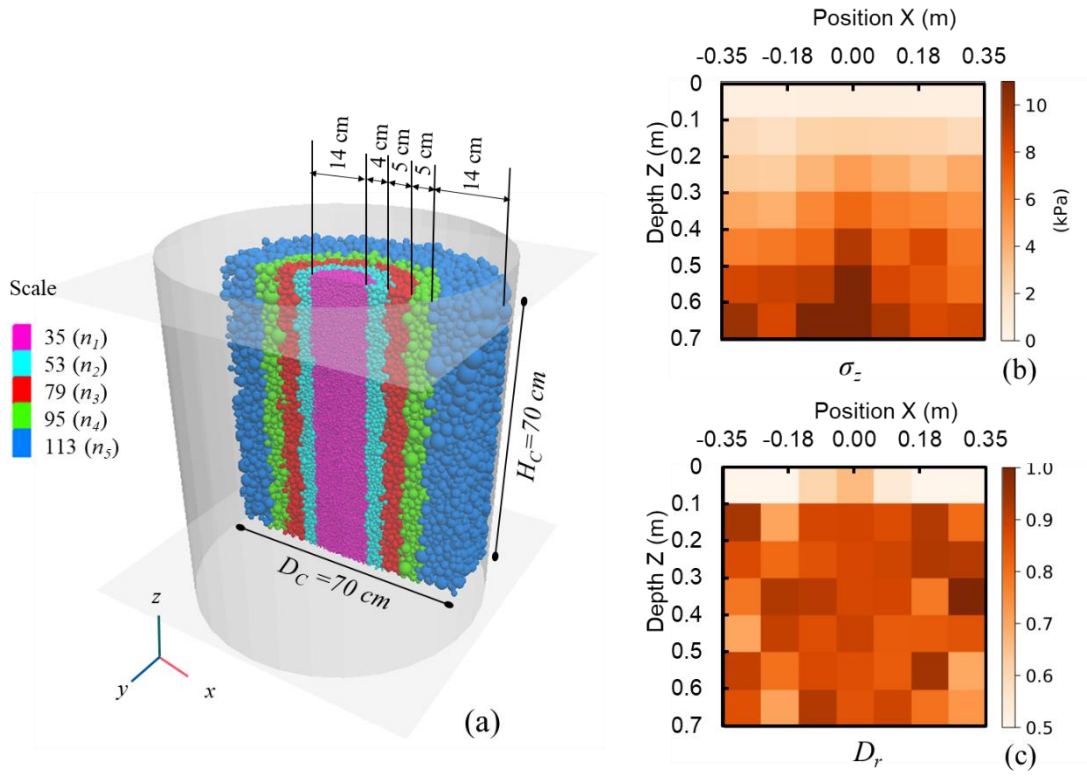 14 cm
4 cm
5 cm
5 cm
14 cm
Scale
35 (n1)
53 (n2)
79 (n3)
95 (n4)
113 (n5)
HC=70 cm
DC =70 cm
z
y
x
(a)
Position X (m)
-0.35 -0.18 0.00 0.18 0.35
Depth Z (m)
0
0.1
0.2
0.3
0.4
0.5
0.6
0.7
10
8
6
4
2
0
(kPa)
σz
(b)
Position X (m)
-0.35 -0.18 0.00 0.18 0.35
Depth Z (m)
0
0.1
0.2
0.3
0.4
0.5
0.6
0.7
1.0
0.9
0.8
0.7
0.6
0.5
Dr
(c)